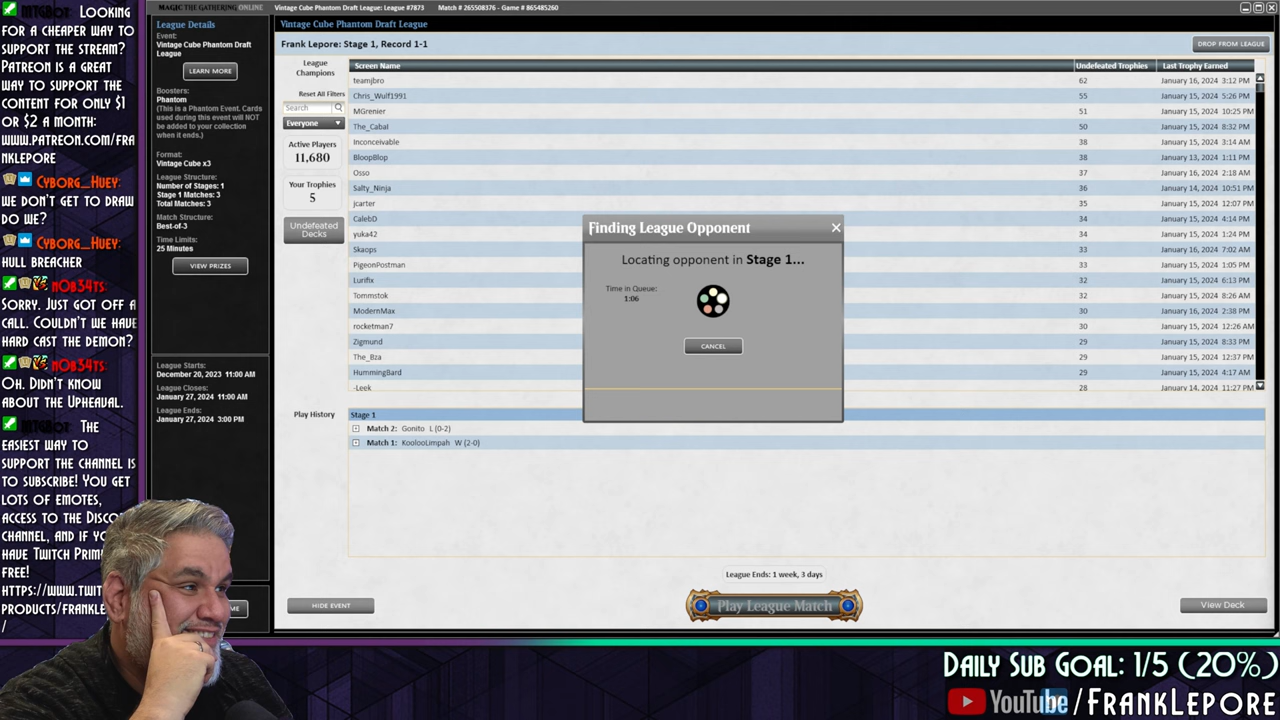 MTGBot: Looking
for a cheaper way to
support the stream?
Patreon is a great
way to support the
content for only $1
or $2 a month:
www.patreon.com/fra
nklepore
Cyborg_Huey:
we don't get to draw
do we?
Cyborg_Huey:
hull breacher
n0b34ts:
Sorry. Just got off a
call. Couldn't we have
hard cast the demon?
n0b34ts:
Oh. Didn't know
about the Upheaval.
MTGBot: The
easiest way to
support the channel is
to subscribe! You get
lots of emotes,
access to the Disco
channel, and if yo
have Twitch Prime
free!
https://www.twit
products/frankle
/
MAGIC THE GATHERING ONLINE
Vintage Cube Phantom Draft League: League #7873 Match # 265508376 - Game # 865485260
League Details
Event:
Vintage Cube Phantom Draft
League
LEARN MORE
Boosters:
Phantom
(This is a Phantom Event. Cards
used during this event will NOT
be added to your collection
when it ends.)
Format:
Vintage Cube x3
League Structure:
Number of Stages: 1
Stage 1 Matches: 3
Total Matches: 3
Match Structure:
Best-of-3
Time Limits:
25 Minutes
VIEW PRIZES
League Starts:
December 20, 2023 11:00 AM
League Closes:
January 27, 2024 11:00 AM
League Ends:
January 27, 2024 3:00 PM
ME
Vintage Cube Phantom Draft League
Frank Lepore: Stage 1, Record 1-1
DROP FROM LEAGUE
League
Champions
Reset All Filters
Search
Everyone
Active Players
11,680
Your Trophies
5
Undefeated
Decks
Screen Name Undefeated Trophies Last Trophy Earned
teamjbro 62 January 16, 2024 3:12 PM
Chris_Wulf1991 55 January 15, 2024 5:26 PM
MGrenier 51 January 15, 2024 10:25 PM
The_Cabal 50 January 15, 2024 8:32 PM
Inconceivable 38 January 15, 2024 3:14 AM
BloopBlop 38 January 13, 2024 1:11 PM
Osso 37 January 16, 2024 2:18 AM
Salty_Ninja 36 January 14, 2024 10:51 PM
jcarter 35 January 15, 2024 12:07 PM
CalebD 34 January 15, 2024 4:14 PM
yuka42 34 January 15, 2024 1:24 PM
Skaops 33 January 16, 2024 7:02 AM
PigeonPostman 33 January 15, 2024 1:05 PM
Lurifix 32 January 15, 2024 6:13 PM
Tommstok 32 January 15, 2024 8:26 AM
ModernMax 30 January 16, 2024 2:38 PM
rocketman7 30 January 15, 2024 12:26 AM
Zigmund 29 January 15, 2024 8:33 PM
The_Bza 29 January 15, 2024 12:37 PM
HummingBard 29 January 15, 2024 4:17 AM
-Leek 28 January 14, 2024 11:27 PM
Finding League Opponent
Locating opponent in Stage 1...
Time in Queue:
1:06
CANCEL
Play History
Stage 1
Match 2: Gonito L (0-2)
Match 1: KoolooLimpah W (2-0)
League Ends: 1 week, 3 days
HIDE EVENT
Play League Match
View Deck
Daily Sub Goal: 1/5 (20%)
YouTube/FrankLepore